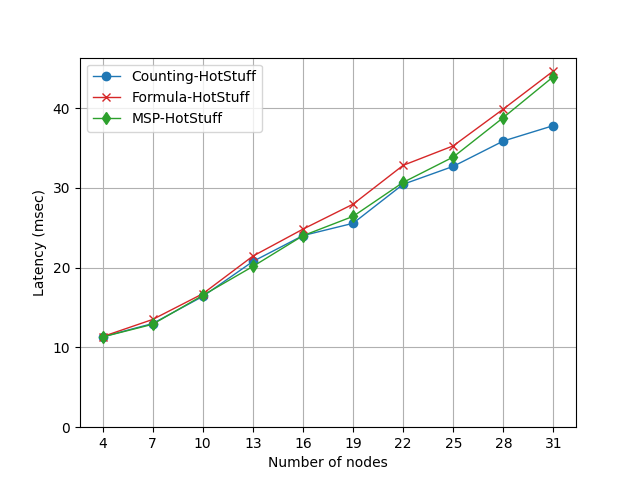 Counting-HotStuff
Formula-HotStuff
MSP-HotStuff
40
30
20
10
0
Latency (msec)
4 7 10 13 16 19 22 25 28 31
Number of nodes